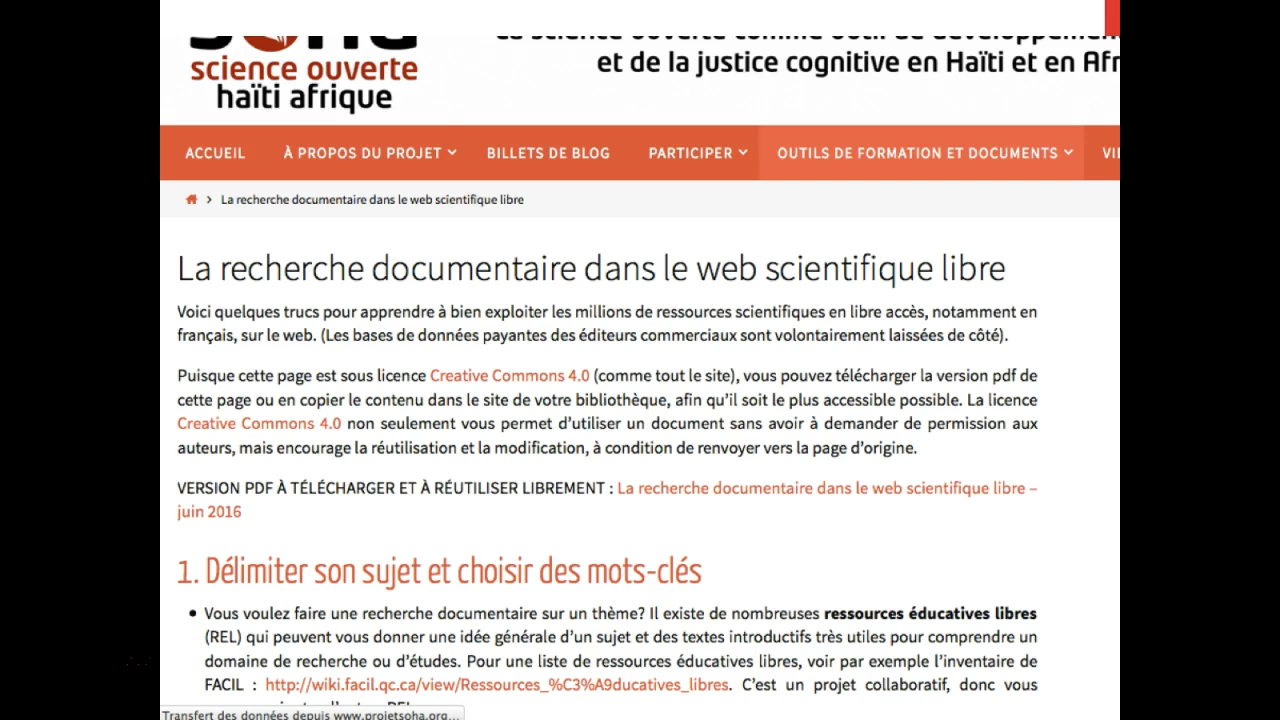 science ouverte
haïti afrique
la science ouverte comme outil de développement
et de la justice cognitive en Haïti et en Afr
ACCUEIL À PROPOS DU PROJET BILLETS DE BLOG PARTICIPER OUTILS DE FORMATION ET DOCUMENTS
La recherche documentaire dans le web scientifique libre
La recherche documentaire dans le web scientifique libre
Voici quelques trucs pour apprendre à bien exploiter les millions de ressources scientifiques en libre accès, notamment en
français, sur le web. (Les bases de données payantes des éditeurs commerciaux sont volontairement laissées de côté).
Puisque cette page est sous licence Creative Commons 4.0 (comme tout le site), vous pouvez télécharger la version pdf de
cette page ou en copier le contenu dans le site de votre bibliothèque, afin qu'il soit le plus accessible possible. La licence
Creative Commons 4.0 non seulement vous permet d'utiliser un document sans avoir à demander de permission aux
auteurs, mais encourage la réutilisation et la modification, à condition de renvoyer vers la page d'origine.
VERSION PDF À TÉLÉCHARGER ET À RÉUTILISER LIBREMENT : La recherche documentaire dans le web scientifique libre –
juin 2016
1. Délimiter son sujet et choisir des mots-clés
• Vous voulez faire une recherche documentaire sur un thème? Il existe de nombreuses ressources éducatives libres
(REL) qui peuvent vous donner une idée générale d'un sujet et des textes introductifs très utiles pour comprendre un
domaine de recherche ou d'études. Pour une liste de ressources éducatives libres, voir par exemple l'inventaire de
FACIL : http://wiki.facil.qc.ca/view/Ressources_%C3%A9ducatives_libres. C'est un projet collaboratif, donc vous
Transfert des données depuis www.projetsoha.org...